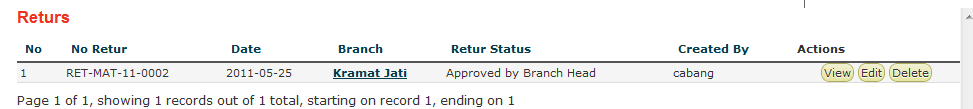 Returs
No No Retur Date Branch Retur Status Created By Actions
1 RET-MAT-11-0002 2011-05-25 Kramat Jati Approved by Branch Head cabang View Edit Delete
Page 1 of 1, showing 1 records out of 1 total, starting on record 1, ending on 1